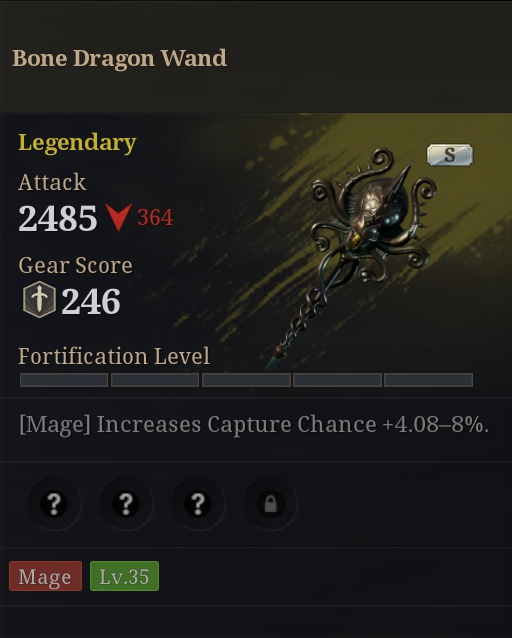 Bone Dragon Wand
Legendary
S
Attack
2485 364
Gear Score
246
Fortification Level
[Mage] Increases Capture Chance +4.08–8%.
? ? ?
Mage Lv.35